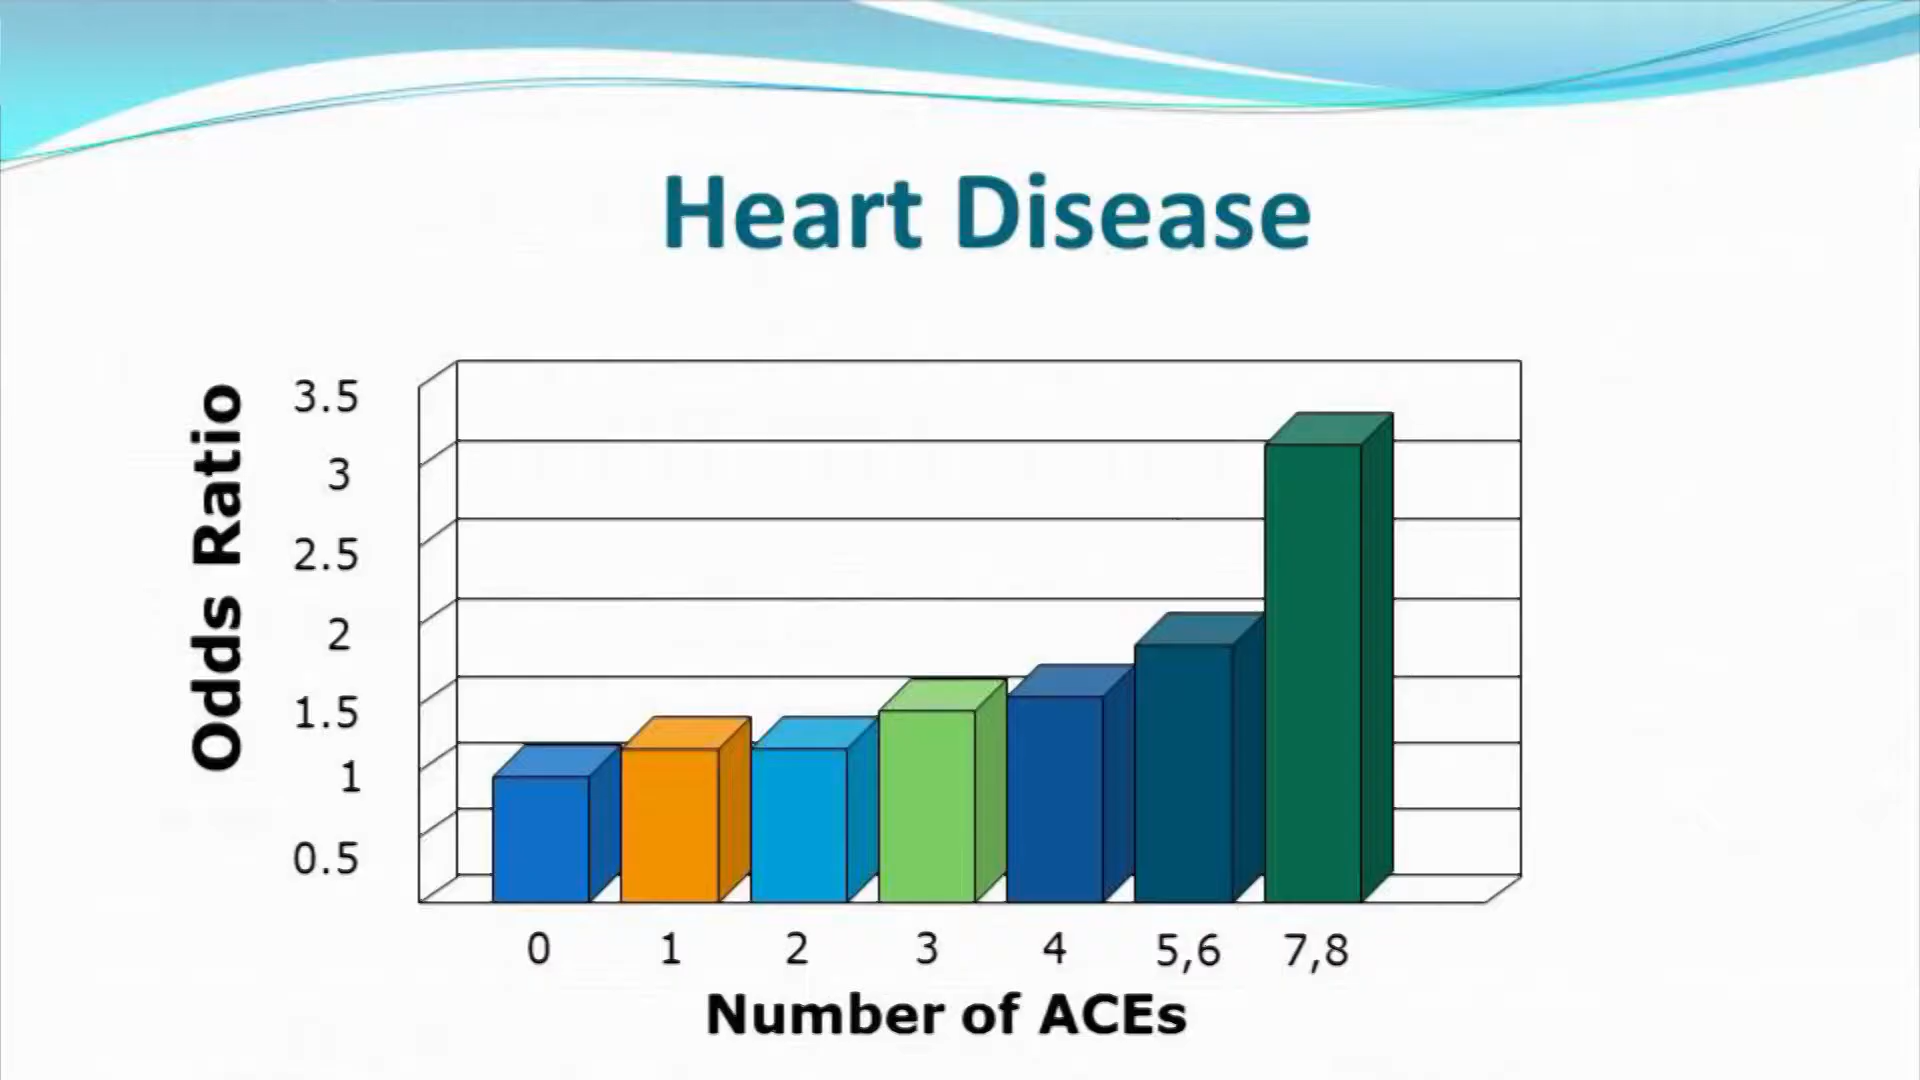 Heart Disease
Odds Ratio
3.5
3
2.5
2
1.5
1
0.5
0 1 2 3 4 5,6 7,8
Number of ACEs